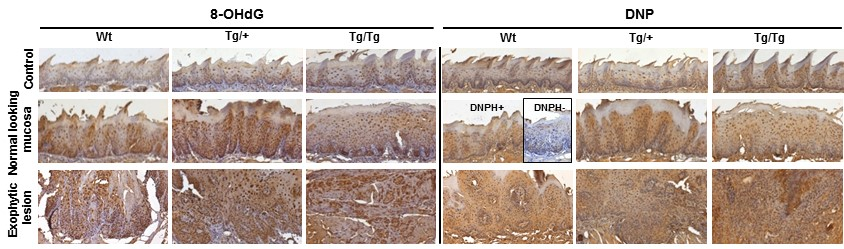 8-OHdG DNP
Wt Tg/+ Tg/Tg Wt Tg/+ Tg/Tg
Control
Normal looking
mucosa
DNPH+ DNPH-
Exophytic
lesion